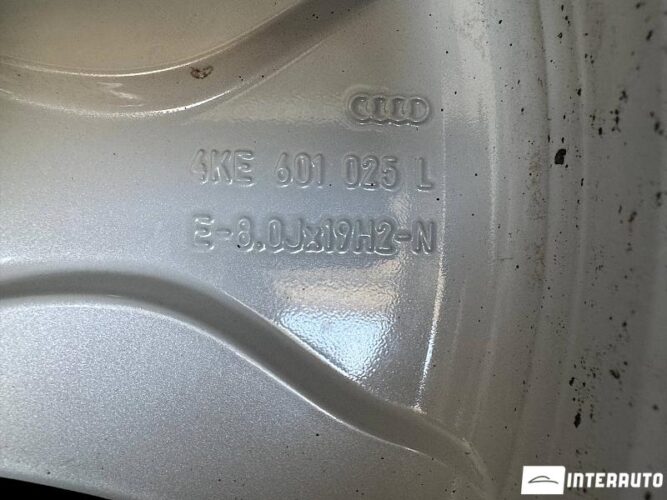 4KE 601 025 L
E-8.0Jx19H2-N
INTERAUTO